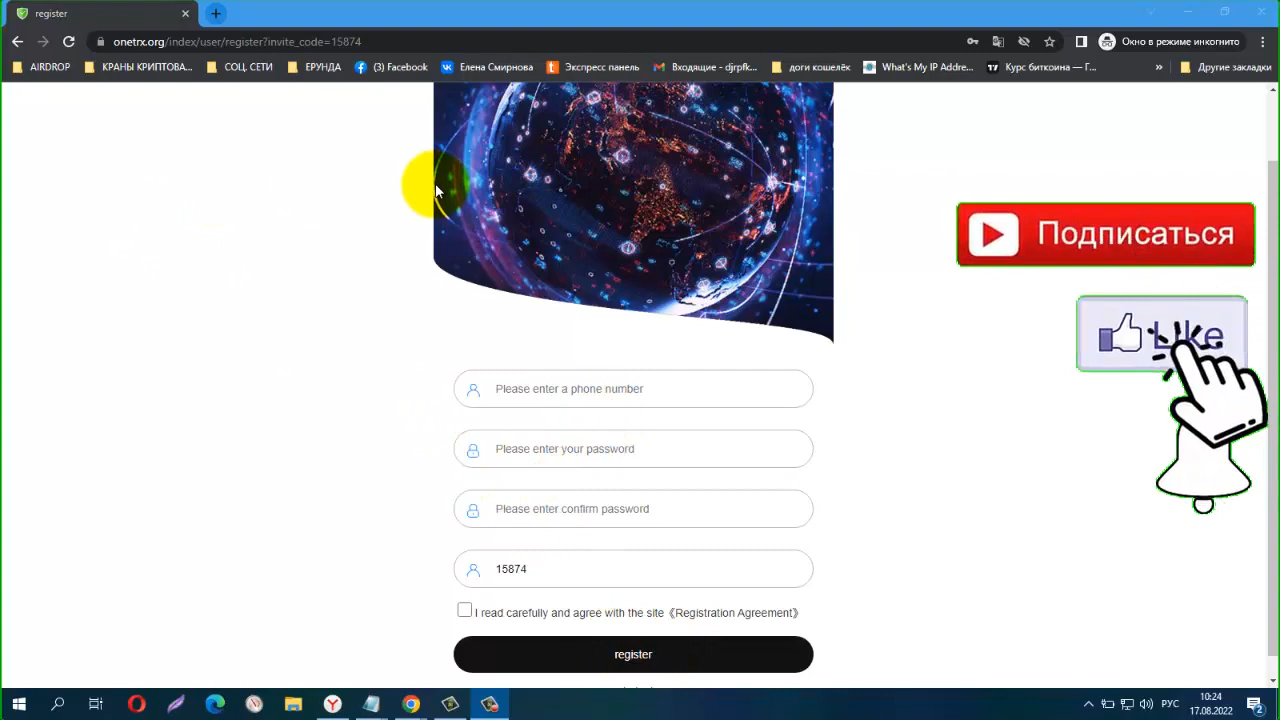 register
onetrx.org/index/user/register?invite_code=15874
Окно в режиме инкогнито
AIRDROP
КРАНЫ КРИПТОВА...
СОЦ. СЕТИ
ЕРУНДА
(3) Facebook
Елена Смирнова
Экспресс панель
Входящие - djrpfk...
доги кошелёк
What's My IP Addre...
Курс биткоина — Г...
»
Другие закладки
Подписаться
Like
Please enter a phone number
Please enter your password
Please enter confirm password
15874
I read carefully and agree with the site《Registration Agreement》
register
РУС
10:24
17.08.2022
2